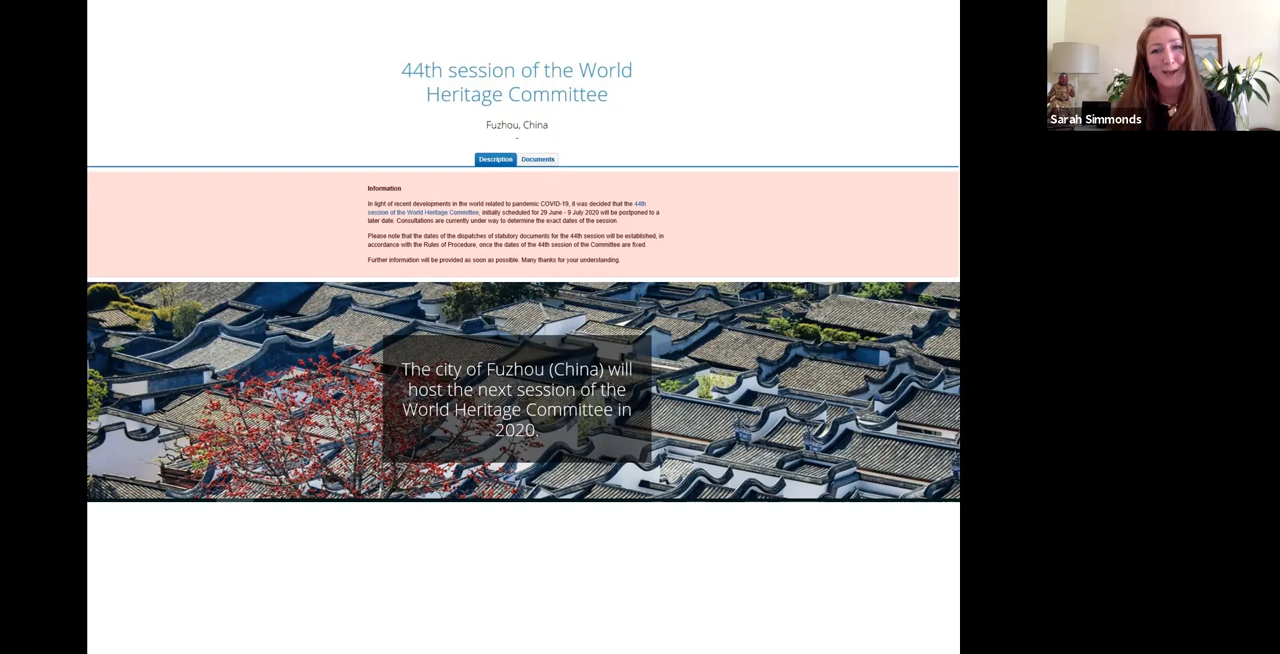 44th session of the World
Heritage Committee
Fuzhou, China
-
Description Documents
Information
In light of recent developments in the world related to pandemic COVID-19, it was decided that the 44th
session of the World Heritage Committee, initially scheduled for 29 June - 9 July 2020 will be postponed to a
later date. Consultations are currently under way to determine the exact dates of the session.
Please note that the dates of the dispatches of statutory documents for the 44th session will be established, in
accordance with the Rules of Procedure, once the dates of the 44th session of the Committee are fixed.
Further information will be provided as soon as possible. Many thanks for your understanding.
The city of Fuzhou (China) will
host the next session of the
World Heritage Committee in
2020.
Sarah Simmonds